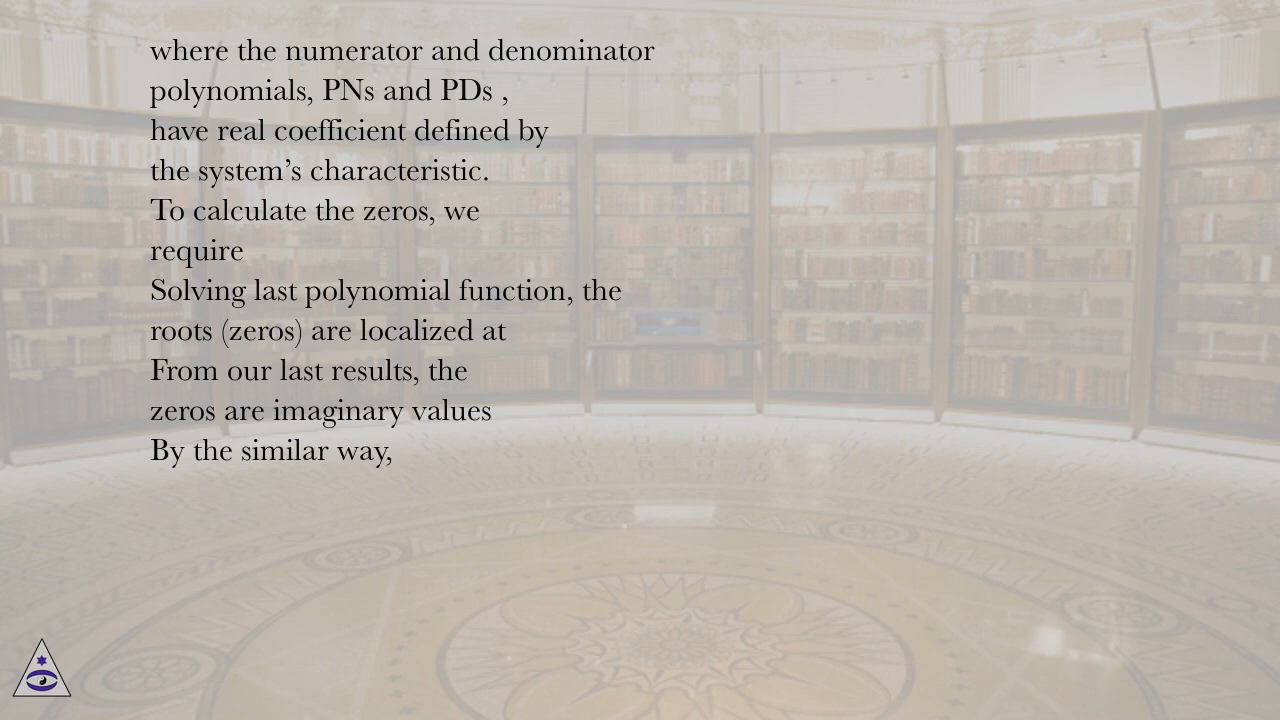 where the numerator and denominator
polynomials, PNs and PDs ,
have real coefficient defined by
the system’s characteristic.
To calculate the zeros, we
require
Solving last polynomial function, the
roots (zeros) are localized at
From our last results, the
zeros are imaginary values
By the similar way,